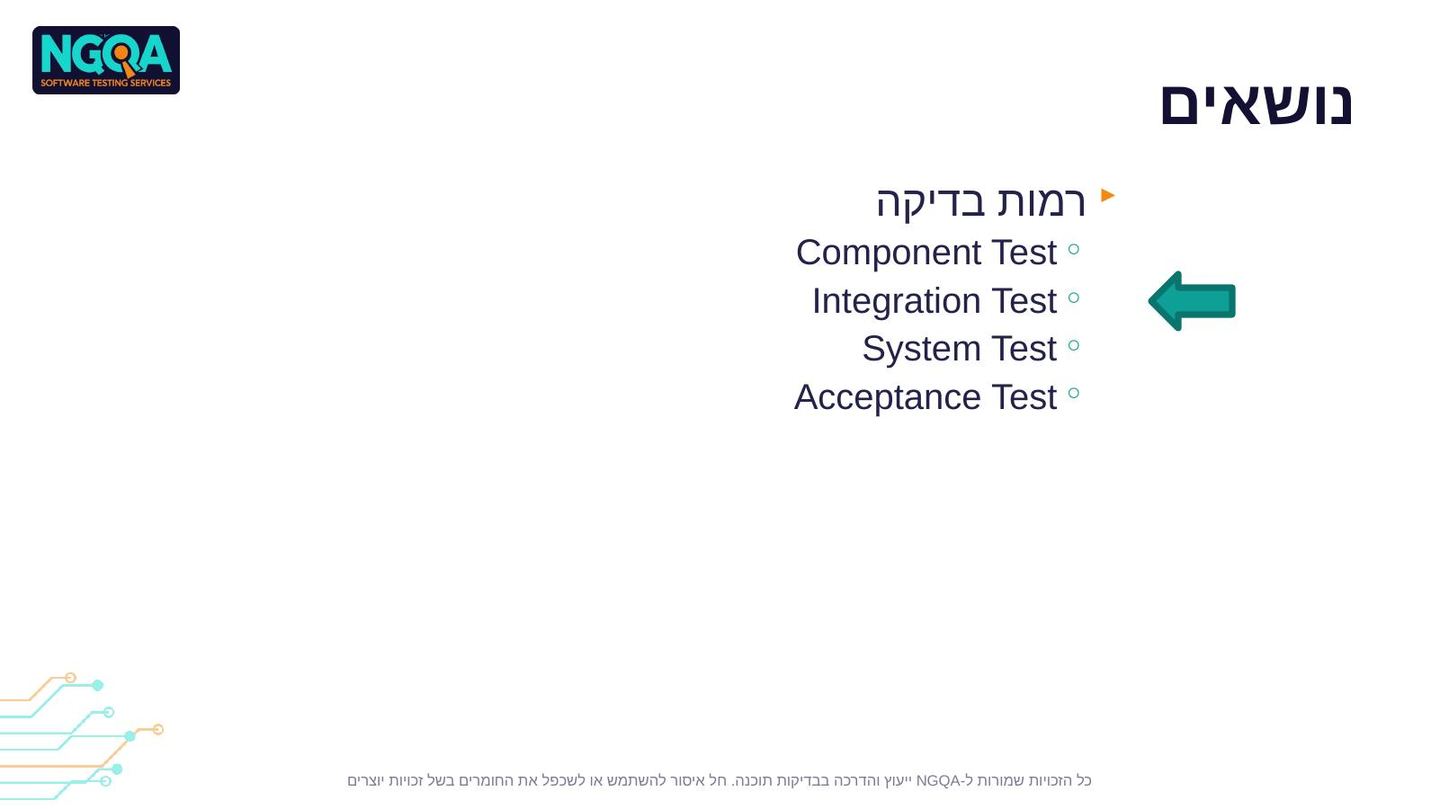 NGQA
SOFTWARE TESTING SERVICES
נושאים
רמות בדיקה
Component Test
Integration Test
System Test
Acceptance Test
כל הזכויות שמורות ל-NGQA ייעוץ והדרכה בבדיקות תוכנה. חל איסור להשתמש או לשכפל את החומרים בשל זכויות יוצרים